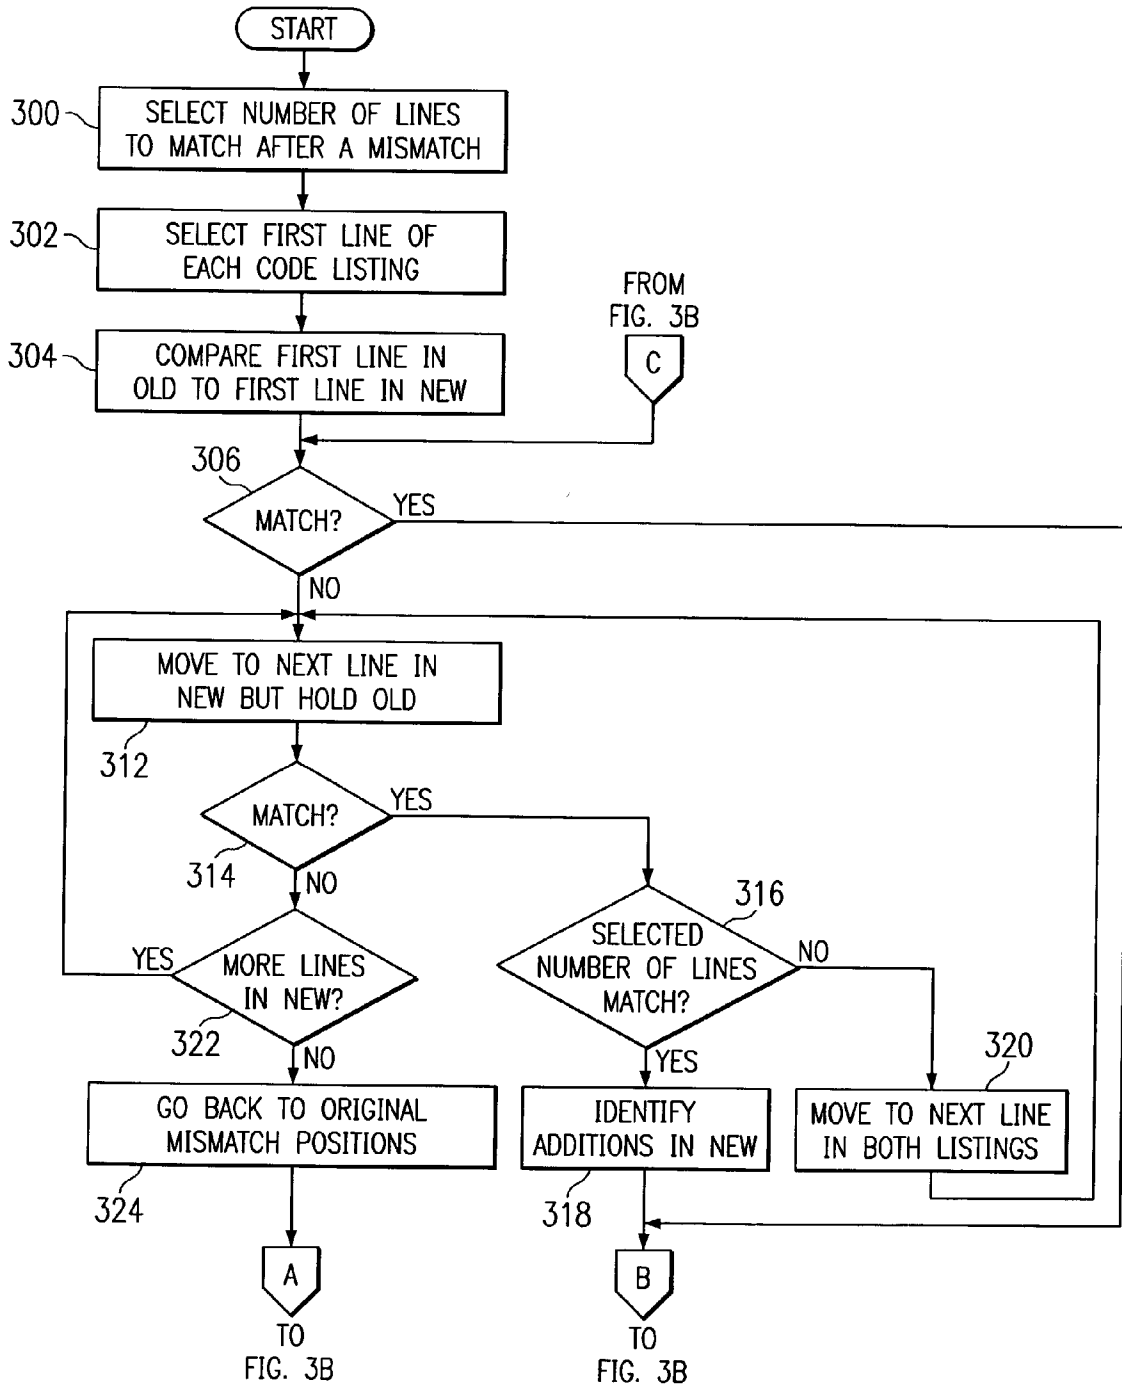 START
300
SELECT NUMBER OF LINES
TO MATCH AFTER A MISMATCH
302
SELECT FIRST LINE OF
EACH CODE LISTING
FROM
FIG. 3B
C
304
COMPARE FIRST LINE IN
OLD TO FIRST LINE IN NEW
306
MATCH?
YES
NO
MOVE TO NEXT LINE IN
NEW BUT HOLD OLD
312
MATCH?
YES
314
NO
316
SELECTED
NUMBER OF LINES
MATCH?
NO
YES
YES
MORE LINES
IN NEW?
322
NO
320
GO BACK TO ORIGINAL
MISMATCH POSITIONS
324
IDENTIFY
ADDITIONS IN NEW
318
MOVE TO NEXT LINE
IN BOTH LISTINGS
A
TO
FIG. 3B
B
TO
FIG. 3B